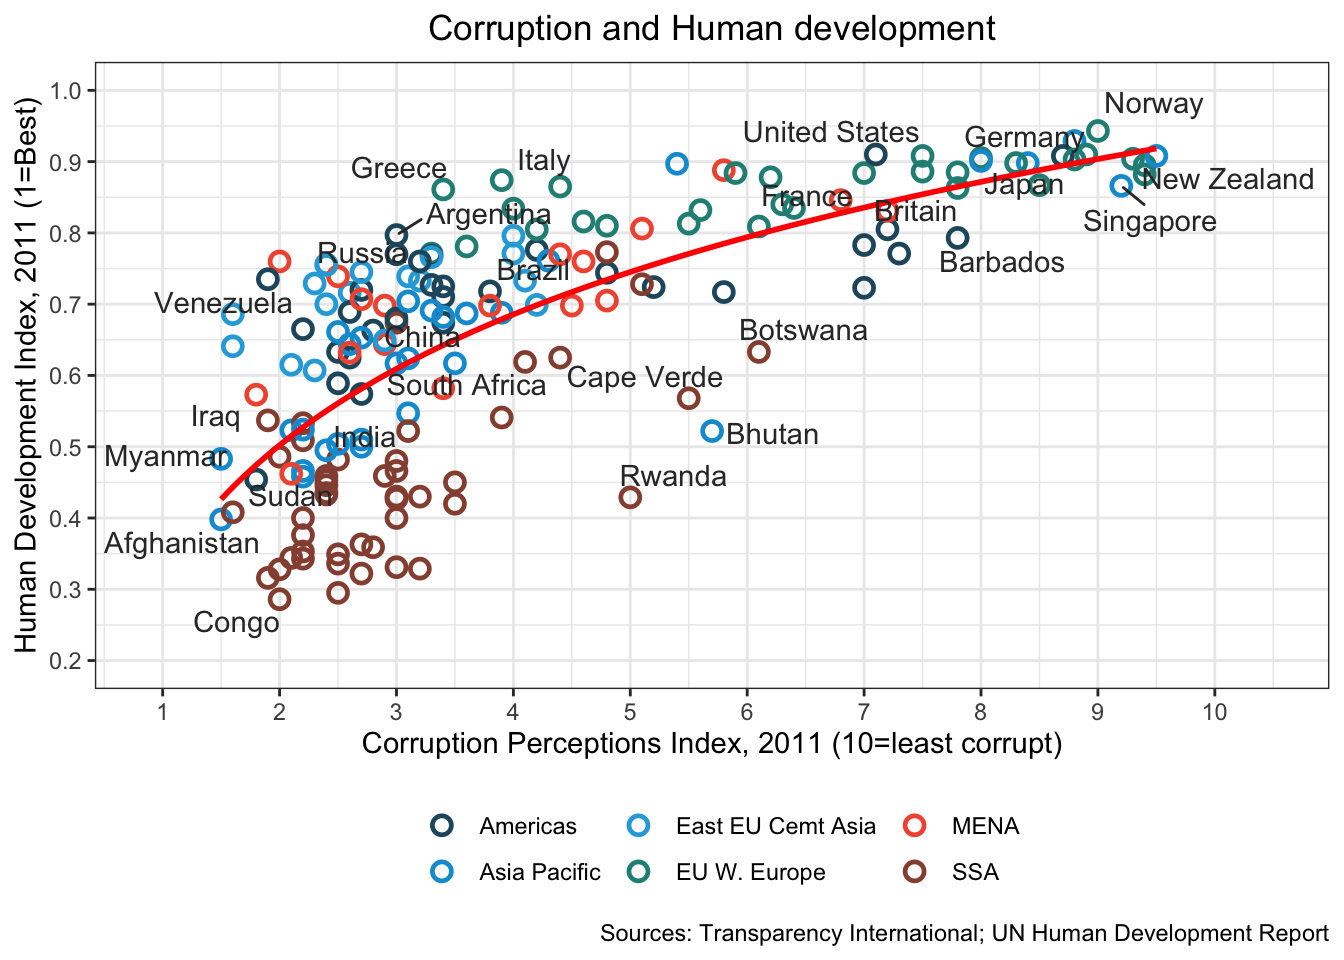 Corruption and Human development
Human Development Index, 2011 (1=Best)
1.0
0.9
0.8
0.7
0.6
0.5
0.4
0.3
0.2
Norway
United States
Germany
Greece
Italy
France
Japan
New Zealand
Argentina
Britain
Singapore
Russia
Brazil
Barbados
Venezuela
China
Botswana
South Africa
Cape Verde
Iraq
India
Bhutan
Myanmar
Rwanda
Sudan
Afghanistan
Congo
1 2 3 4 5 6 7 8 9 10
Corruption Perceptions Index, 2011 (10=least corrupt)
Americas East EU Cemt Asia MENA
Asia Pacific EU W. Europe SSA
Sources: Transparency International; UN Human Development Report